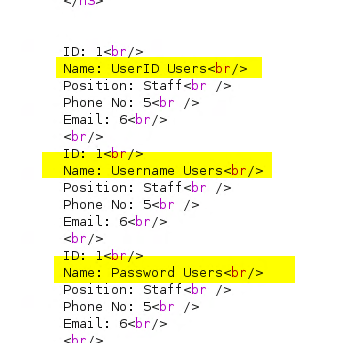 </h3>
ID: 1<br/>
Name: UserID Users<br/>
Position: Staff<br />
Phone No: 5<br />
Email: 6<br/>
<br/>
ID: 1<br/>
Name: Username Users<br/>
Position: Staff<br />
Phone No: 5<br />
Email: 6<br/>
<br/>
ID: 1<br/>
Name: Password Users<br/>
Position: Staff<br />
Phone No: 5<br />
Email: 6<br/>
<br/>